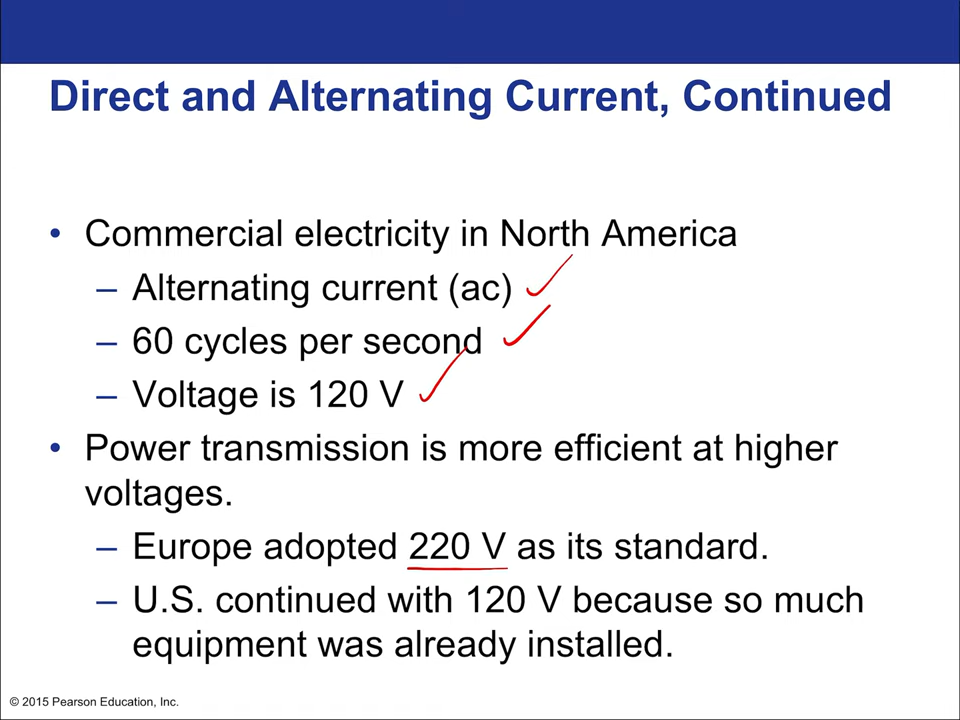 Direct and Alternating Current, Continued
• Commercial electricity in North America
– Alternating current (ac)
– 60 cycles per second
– Voltage is 120 V
• Power transmission is more efficient at higher
voltages.
– Europe adopted 220 V as its standard.
– U.S. continued with 120 V because so much
equipment was already installed.
© 2015 Pearson Education, Inc.